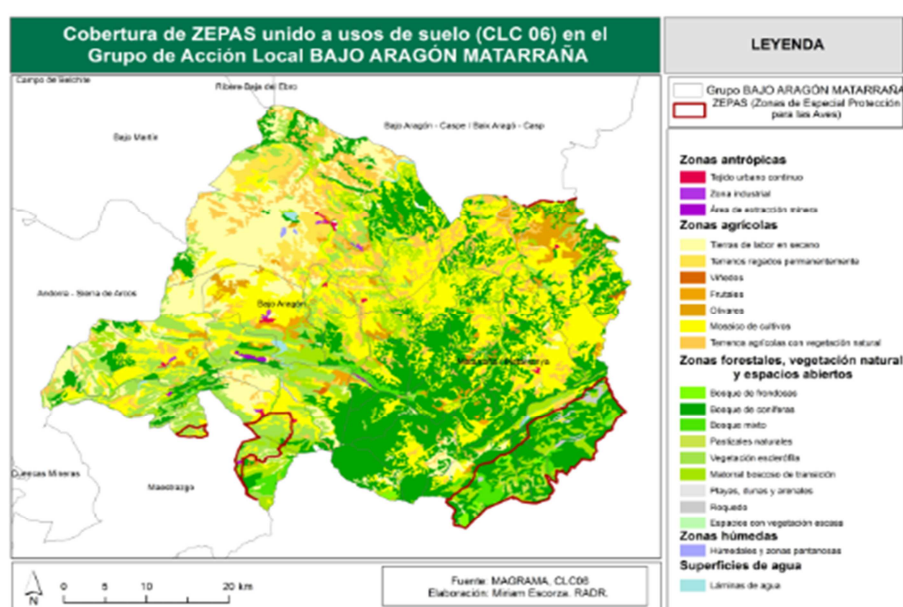 Cobertura de ZEPAS unido a usos de suelo (CLC 06) en el
Grupo de Acción Local BAJO ARAGÓN MATARRAÑA
LEYENDA
Grupo BAJO ARAGÓN MATARRAÑA
ZEPAS (Zonas de Especial Protección
para las Aves)
Zonas antrópicas
Tejido urbano continuo
Zona industrial
Área de extracción minera
Zonas agrícolas
Tierras de labor en secano
Terrenos regados permanentemente
Viñedos
Frutales
Olivares
Mosaico de cultivos
Terrenos agrícolas con vegetación natural
Zonas forestales, vegetación natural
y espacios abiertos
Bosque de frondosas
Bosque de coníferas
Bosque mixto
Pastizales naturales
Vegetación esclerófila
Matorral boscoso de transición
Playas, dunas y arenales
Roquedo
Espacios con vegetación escasa
Zonas húmedas
Humedales y zonas pantanosas
Superficies de agua
Láminas de agua
Campo de Belchite
Ribera Baja del Ebro
Bajo Martín
Bajo Aragón - Caspe / Baix Aragó - Casp
Andorra - Sierra de Arcos
Bajo Aragón
Cuencas Mineras
Maestrazgo
N
0 5 10 20 km
Fuente: MAGRAMA, CLC06
Elaboración: Miriam Escorza. RADR.